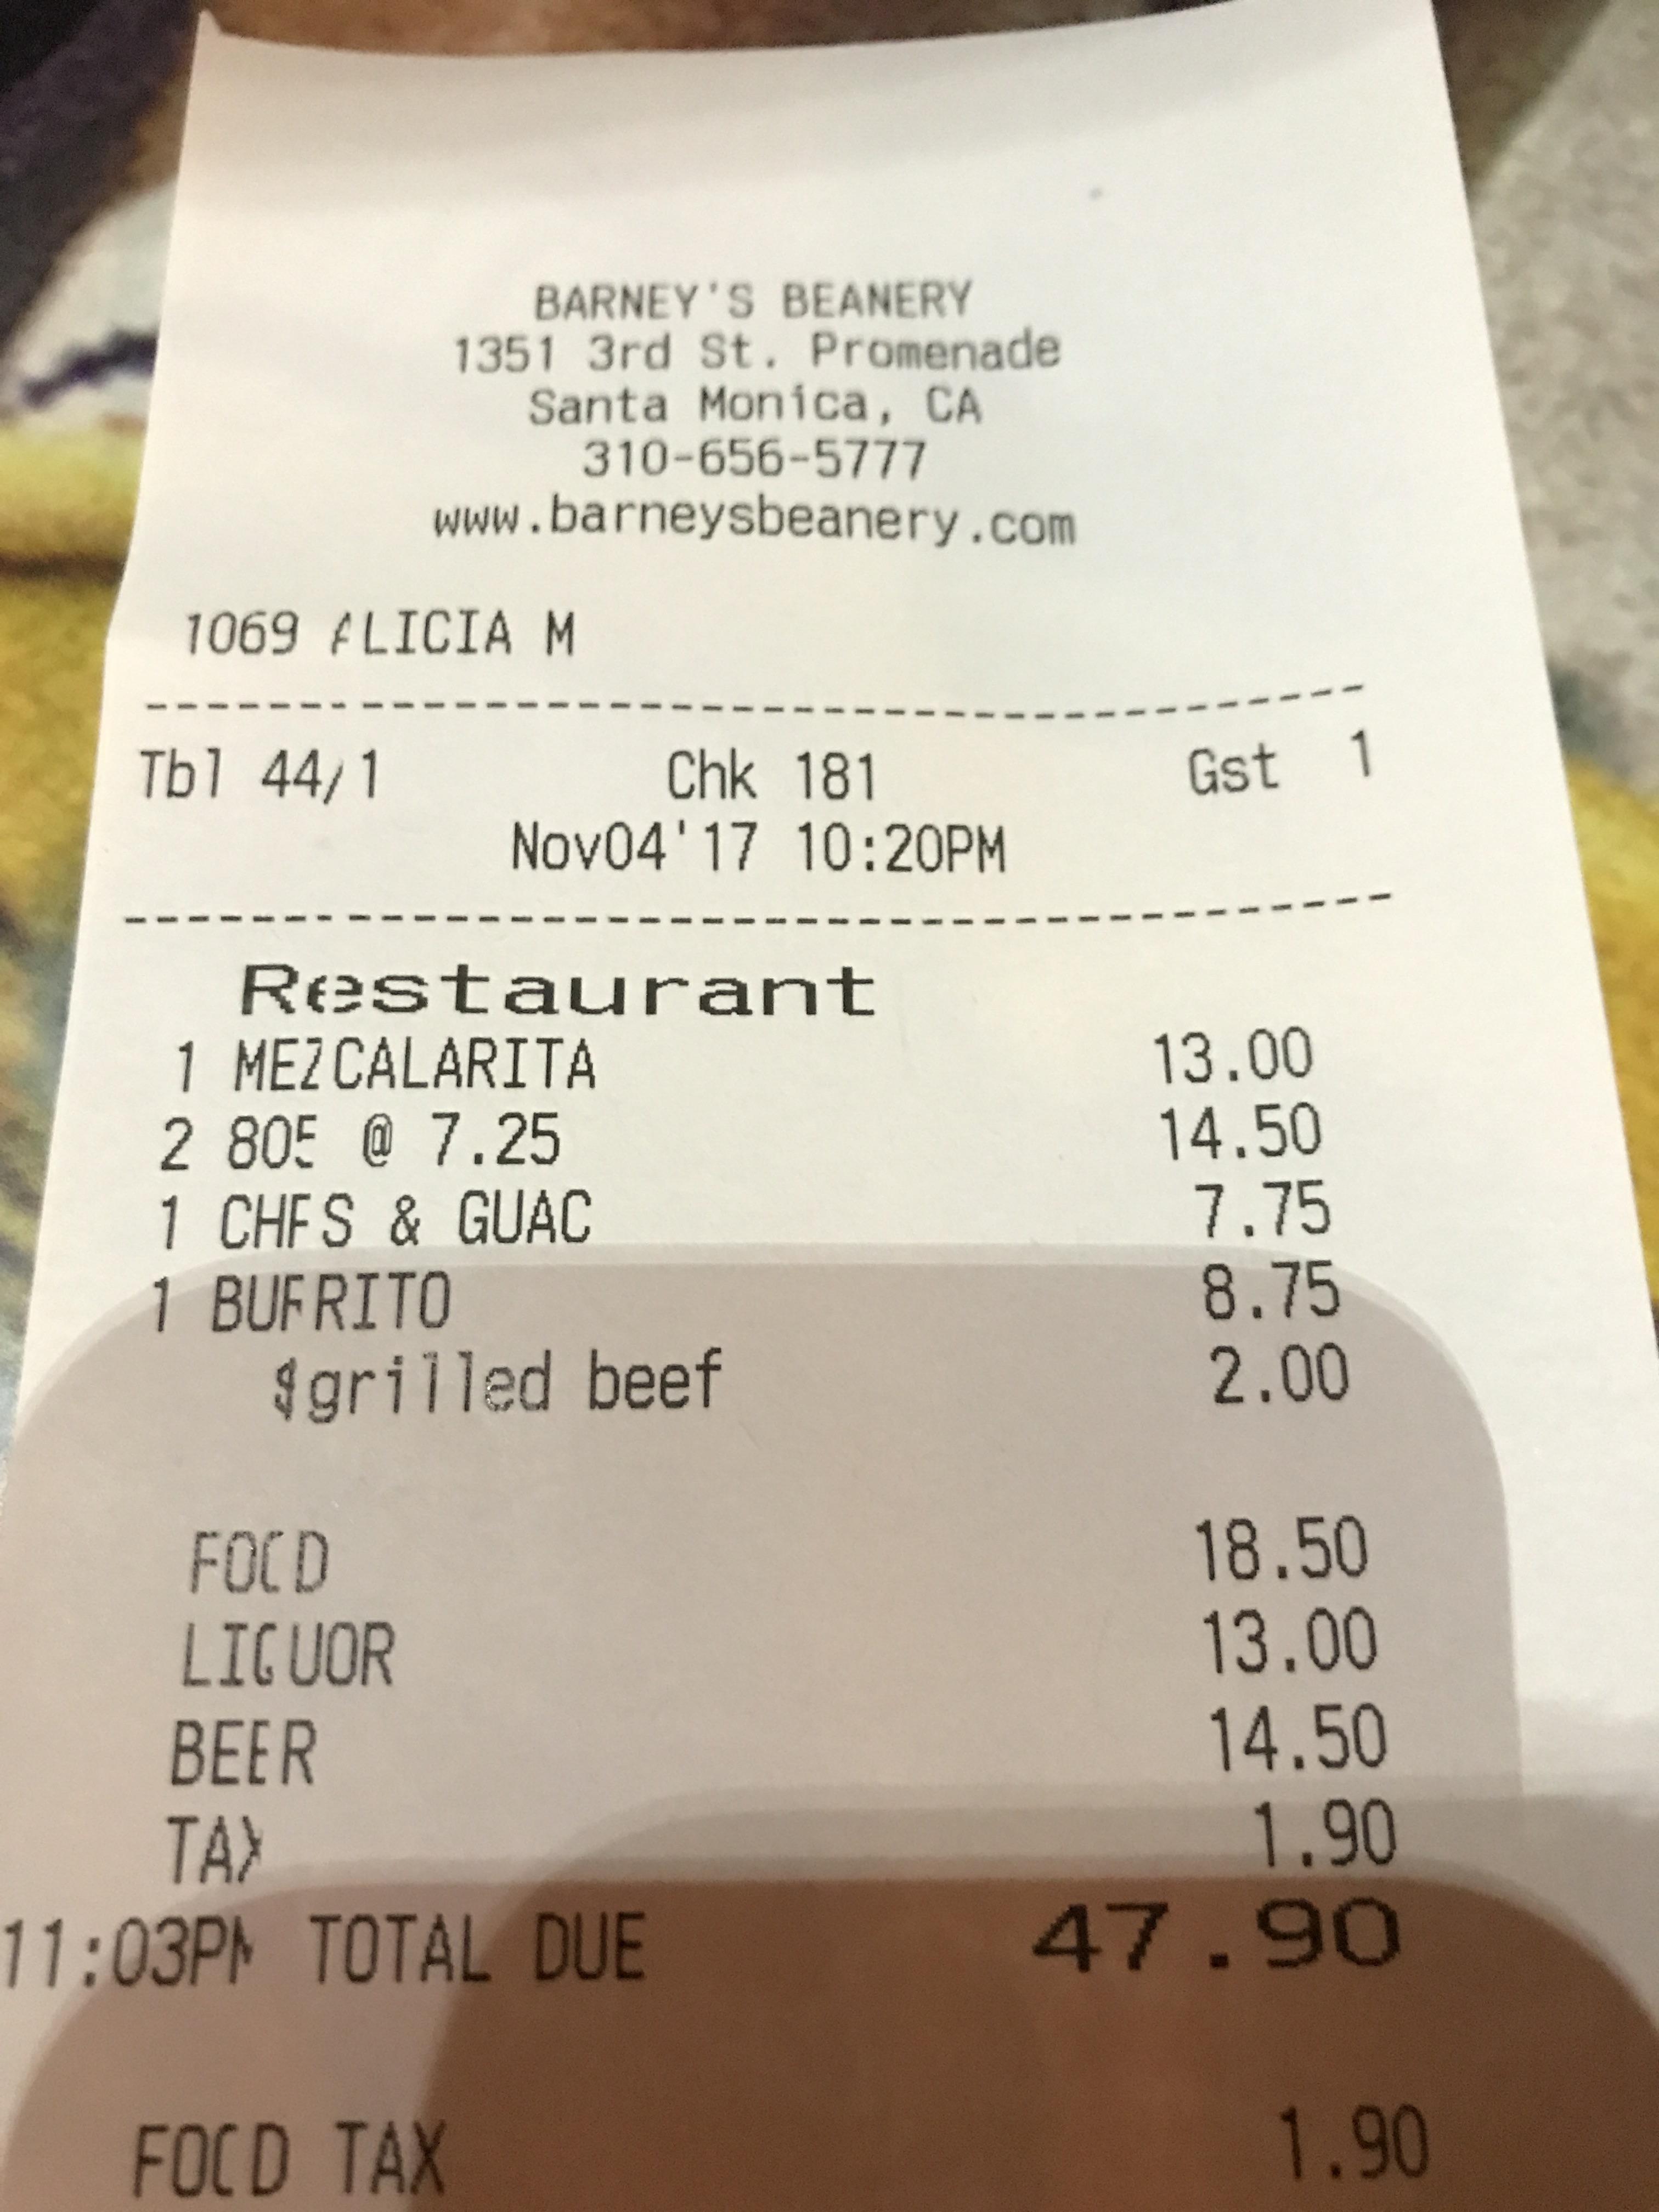 BARNEY'S BEANERY
1351 3rd St. Promenade
Santa Monica, CA
310-656-5777
www.barneysbeanery.com
1069 ALICIA M
Tbl 44/1 Chk 181 Gst 1
Nov04'17 10:20PM
Restaurant
1 MEZCALARITA 13.00
2 805 @ 7.25 14.50
1 CHPS & GUAC 7.75
1 BURRITO 8.75
$grilled beef 2.00
FOOD 18.50
LIQUOR 13.00
BEER 14.50
TAX 1.90
11:03PM TOTAL DUE 47.90
FOOD TAX 1.90